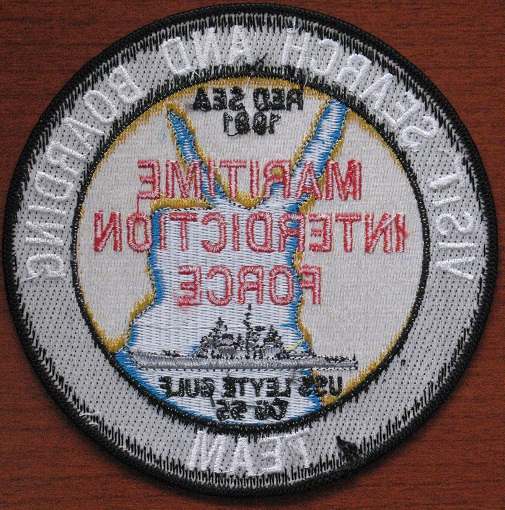 VISIT SEARCH AND BOARDING
RED SEA
1991
MARITIME
INTERDICTION
FORCE
USS LEYTE GULF
CG 55
TEAM